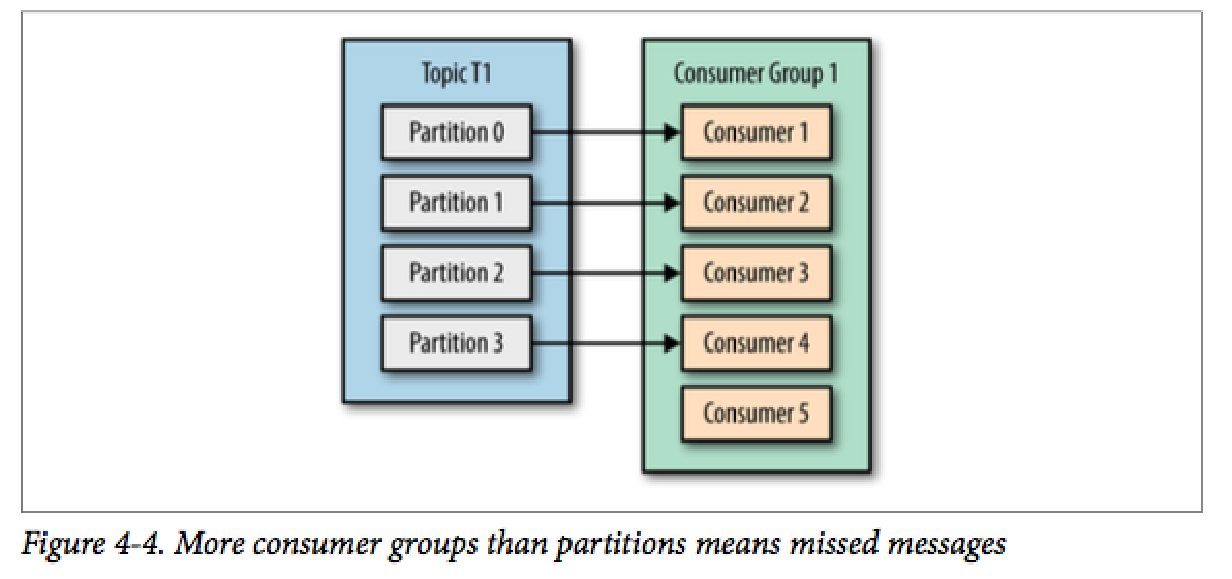 Topic T1
Partition 0
Partition 1
Partition 2
Partition 3
Consumer Group 1
Consumer 1
Consumer 2
Consumer 3
Consumer 4
Consumer 5
Figure 4-4. More consumer groups than partitions means missed messages